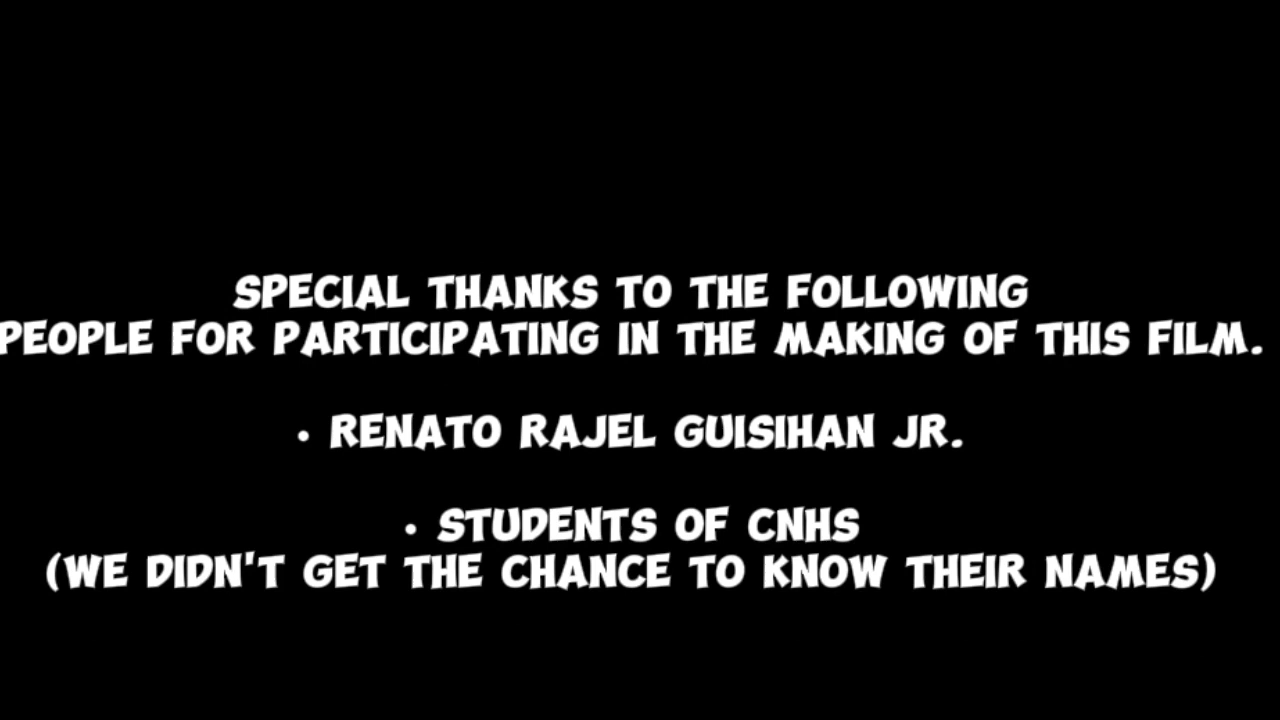 SPECIAL THANKS TO THE FOLLOWING
PEOPLE FOR PARTICIPATING IN THE MAKING OF THIS FILM.
• RENATO RAJEL GUISIHAN JR.
• STUDENTS OF CNHS
(WE DIDN'T GET THE CHANCE TO KNOW THEIR NAMES)